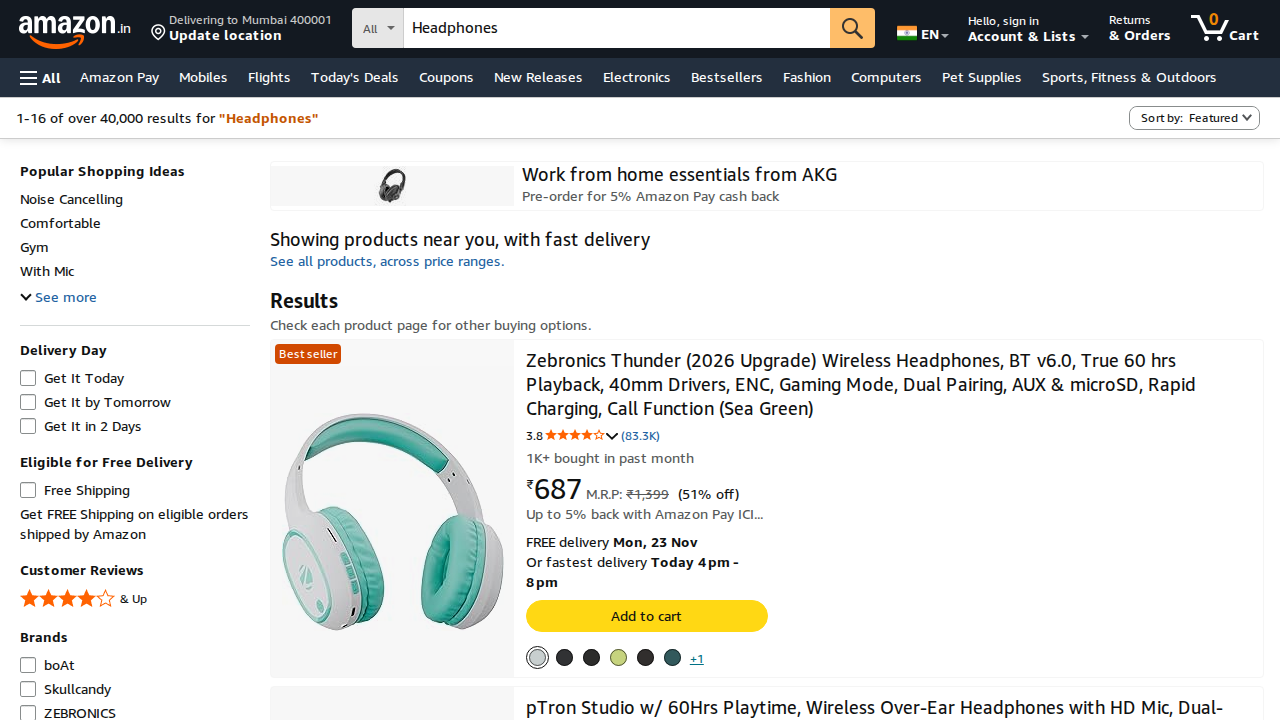 amazon.in
Delivering to Mumbai 400001
Update location
All
Headphones
EN
Hello, sign in
Account & Lists
Returns
& Orders
0
Cart
All
Amazon Pay
Mobiles
Flights
Today's Deals
Coupons
New Releases
Electronics
Bestsellers
Fashion
Computers
Pet Supplies
Sports, Fitness & Outdoors
1-16 of over 40,000 results for "Headphones"
Sort by: Featured
Popular Shopping Ideas
Noise Cancelling
Comfortable
Gym
With Mic
See more
Delivery Day
Get It Today
Get It by Tomorrow
Get It in 2 Days
Eligible for Free Delivery
Free Shipping
Get FREE Shipping on eligible orders
shipped by Amazon
Customer Reviews
& Up
Brands
boAt
Skullcandy
ZEBRONICS
Work from home essentials from AKG
Pre-order for 5% Amazon Pay cash back
Showing products near you, with fast delivery
See all products, across price ranges.
Results
Check each product page for other buying options.
Best seller
Zebronics Thunder (2026 Upgrade) Wireless Headphones, BT v6.0, True 60 hrs
Playback, 40mm Drivers, ENC, Gaming Mode, Dual Pairing, AUX & microSD, Rapid
Charging, Call Function (Sea Green)
3.8 (83.3K)
1K+ bought in past month
₹687 M.R.P: ₹1,399 (51% off)
Up to 5% back with Amazon Pay ICI…
FREE delivery Mon, 23 Nov
Or fastest delivery Today 4 pm -
8 pm
Add to cart
+1
pTron Studio w/ 60Hrs Playtime, Wireless Over-Ear Headphones with HD Mic, Dual-